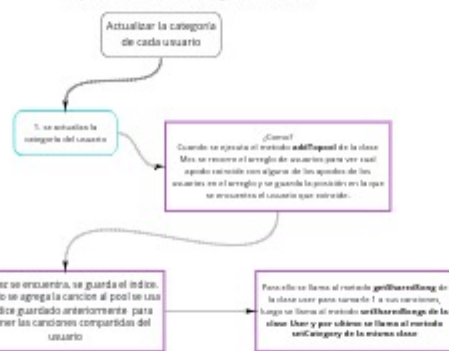 Actualizar la categoría
de cada usuario
1. se actualiza la
categoría del usuario
¿Como?
Cuando se ejecuta el metodo addTopool de la clase
Mcs se recorre el arreglo de usuarios para ver cual
apodo coincide con alguno de los apodos de los
usuarios en el arreglo y se guarda la posición en la que
se encuentra el usuario que coincide.
ez se encuentra, se guarda el indice.
o se agrega la cancion al pool se usa
dice guardado anteriormente para
ner las canciones compartidas del
usuario
Para ello se llama al metodo getSharedSong de
la clase user para sumarle 1 a sus canciones,
luego se llama al metodo setSharedSongs de la
clase User y por ultimo se llama al metodo
setCategory de la misma clase